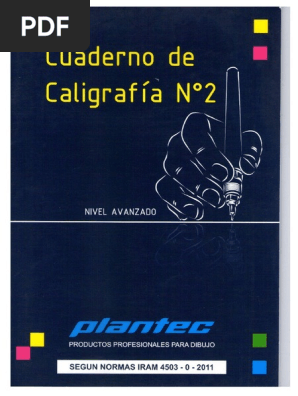 PDF
Cuaderno de
Caligrafía N°2
NIVEL AVANZADO
plantec
PRODUCTOS PROFESIONALES PARA DIBUJO
SEGUN NORMAS IRAM 4503 - 0 - 2011